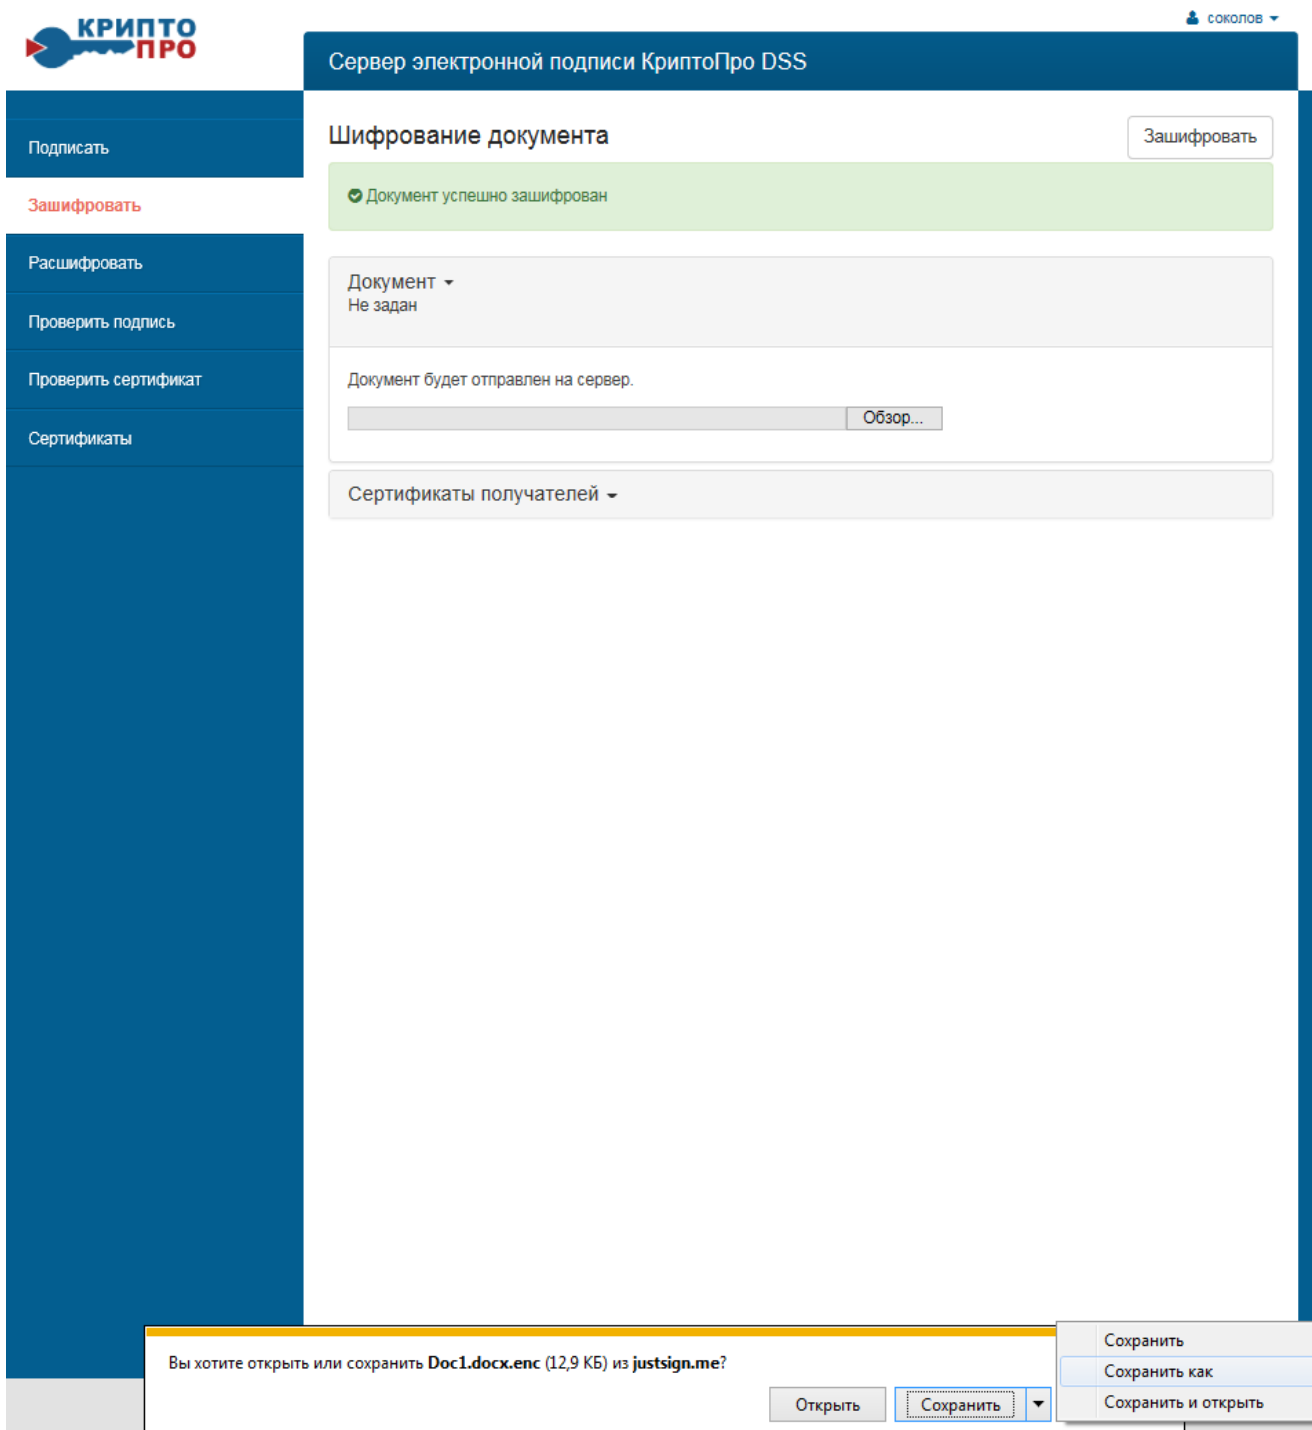 КРИПТО
ПРО
соколов
Сервер электронной подписи КриптоПро DSS
Подписать
Зашифровать
Расшифровать
Проверить подпись
Проверить сертификат
Сертификаты
Шифрование документа
Зашифровать
Документ успешно зашифрован
Документ
Не задан
Документ будет отправлен на сервер.
Обзор...
Сертификаты получателей
Вы хотите открыть или сохранить Doc1.docx.enc (12,9 КБ) из justsign.me?
Открыть
Сохранить
Сохранить
Сохранить как
Сохранить и открыть